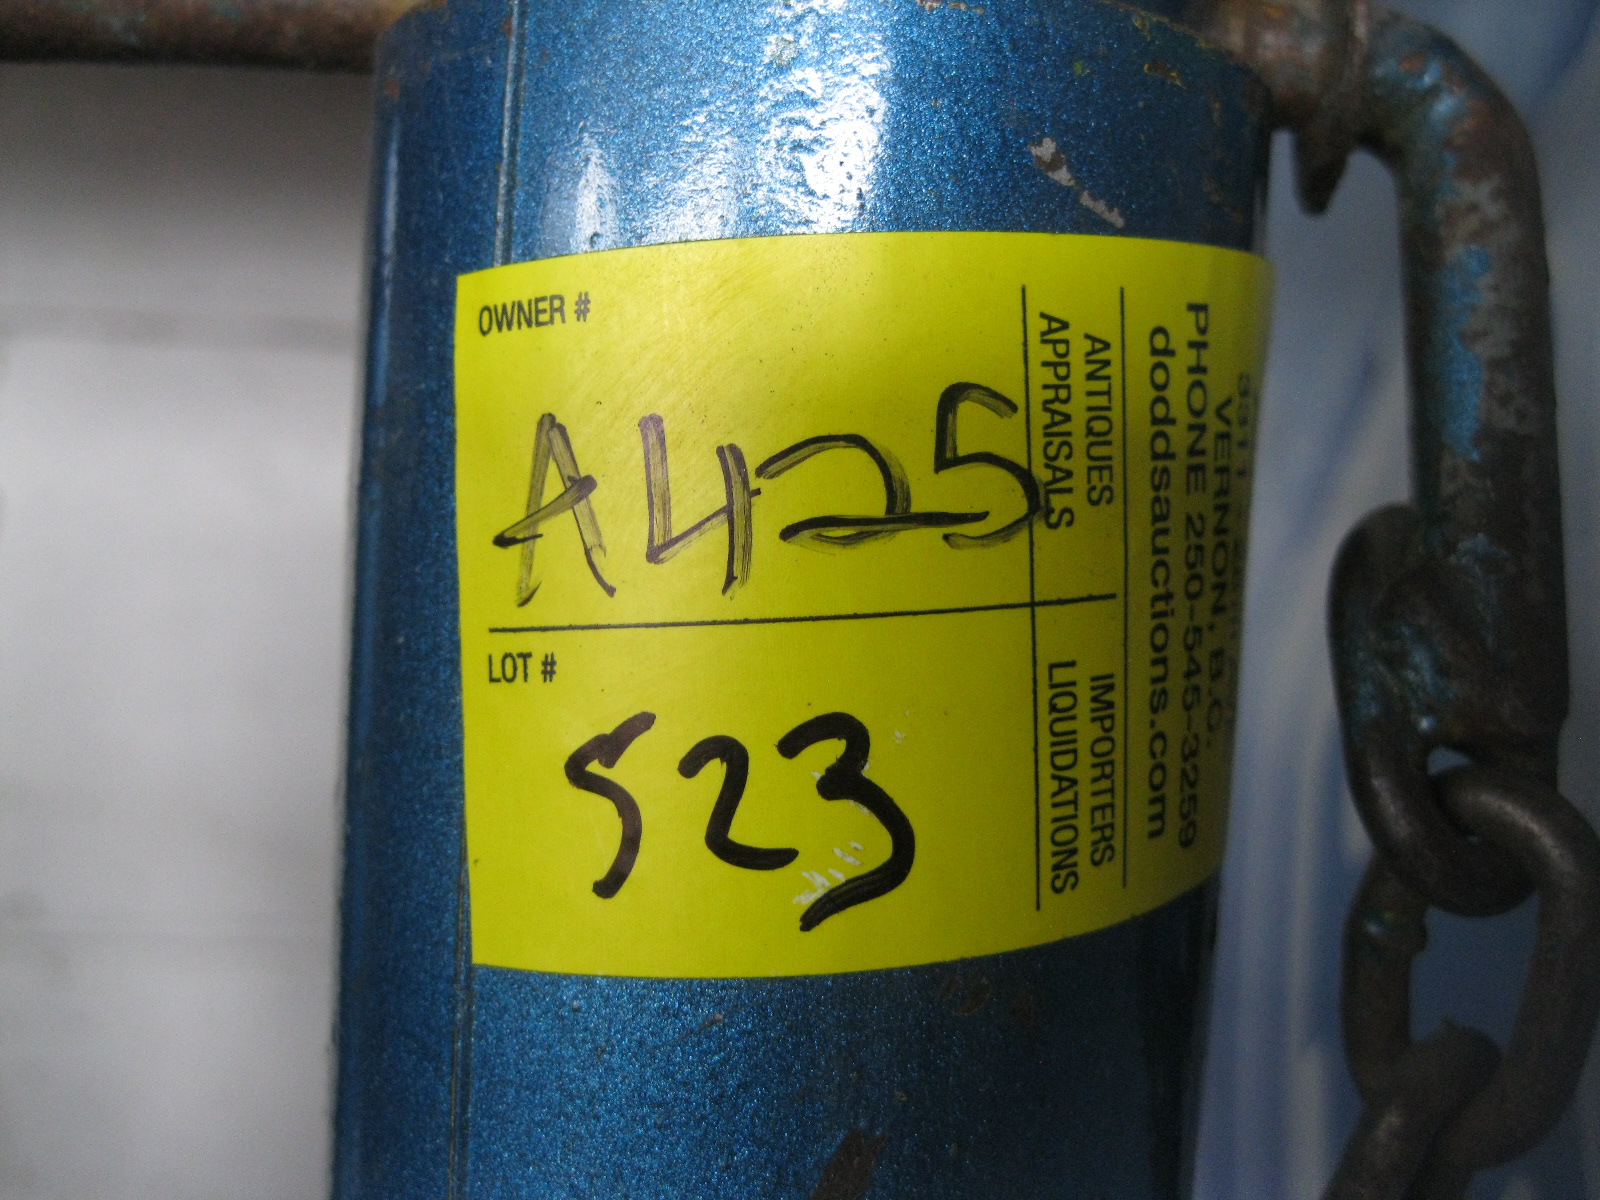 OWNER #
A425
LOT #
523
ANTIQUES
APPRAISALS
IMPORTERS
LIQUIDATIONS
VERNON, B.C.
PHONE 250-545-3259
doddsauctions.com